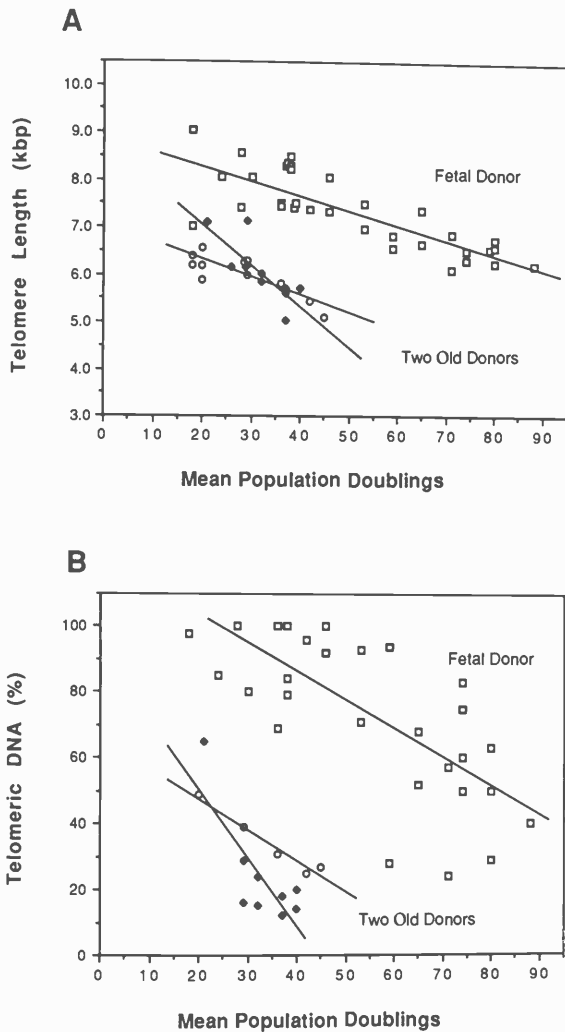 A
Telomere Length (kbp)
10.0
9.0
8.0
7.0
6.0
5.0
4.0
3.0
Fetal Donor
Two Old Donors
0 10 20 30 40 50 60 70 80 90
Mean Population Doublings
B
Telomeric DNA (%)
100
80
60
40
20
0
Fetal Donor
Two Old Donors
0 10 20 30 40 50 60 70 80 90
Mean Population Doublings